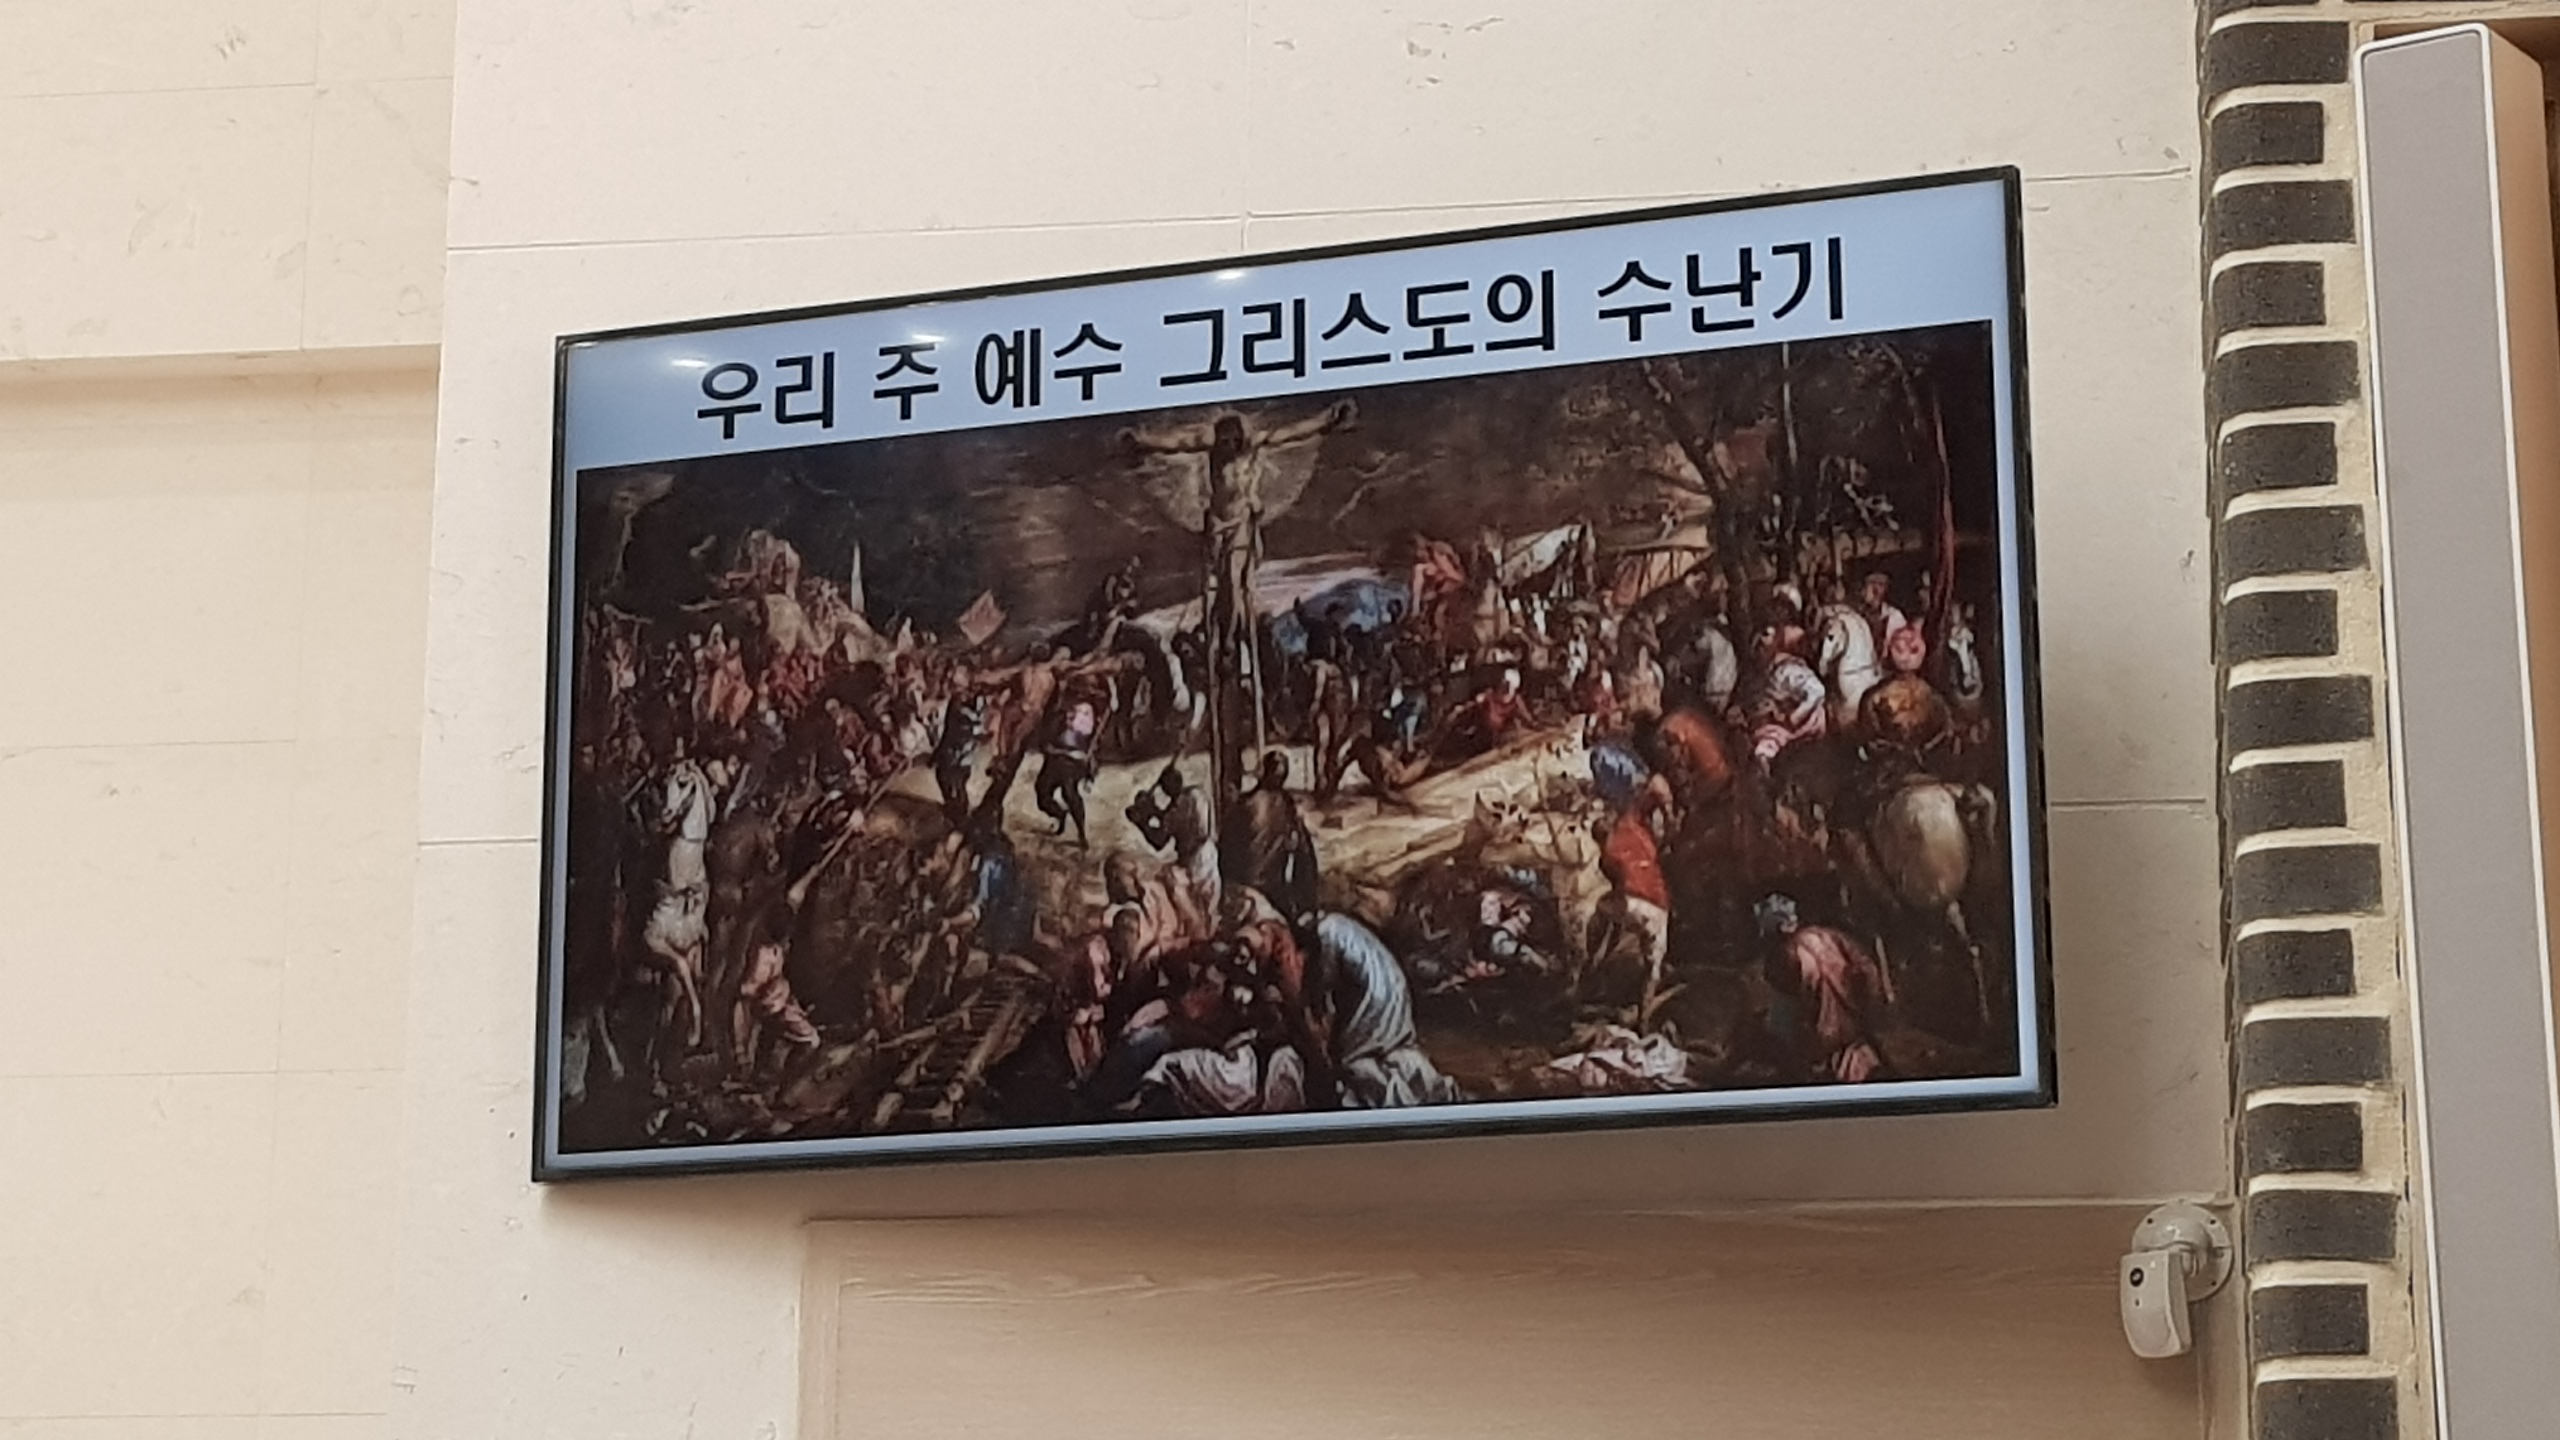 우리 주 예수 그리스도의 수난기